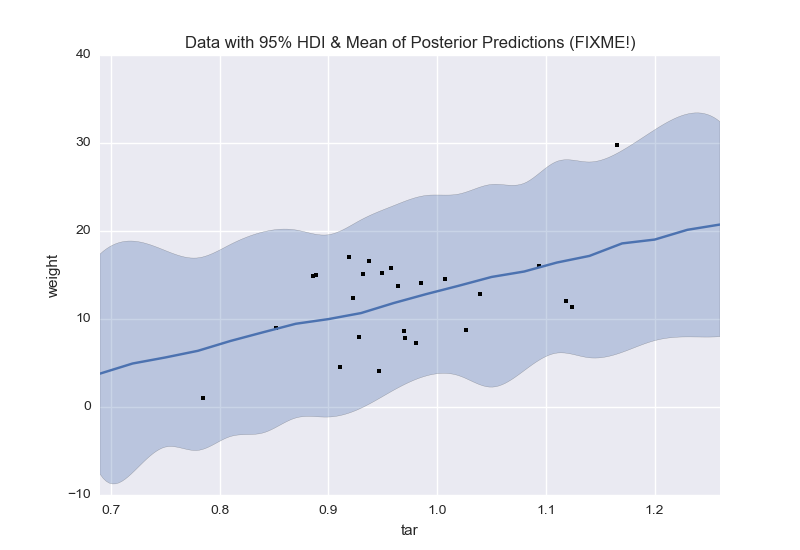 Data with 95% HDI & Mean of Posterior Predictions (FIXME!)
40
30
20
10
0
−10
weight
0.7 0.8 0.9 1.0 1.1 1.2
tar